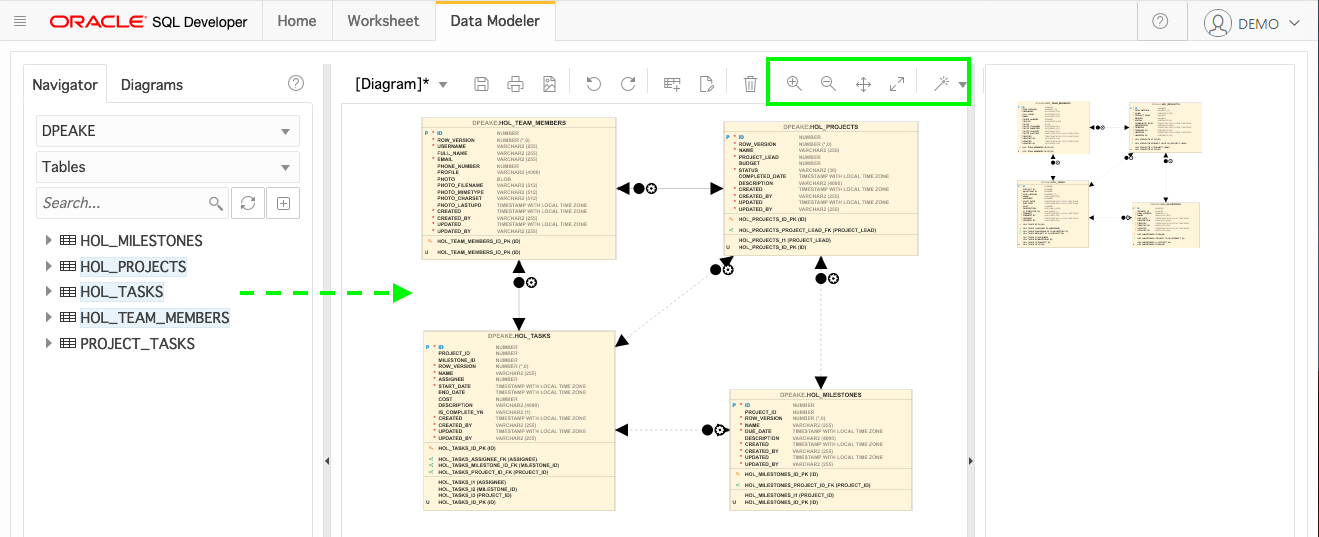 ORACLE SQL Developer Home Worksheet Data Modeler DEMO
Navigator Diagrams
[Diagram]*
DPEAKE
Tables
Search...
HOL_MILESTONES
HOL_PROJECTS
HOL_TASKS
HOL_TEAM_MEMBERS
PROJECT_TASKS
DPEAKE.HOL_TEAM_MEMBERS
P * ID NUMBER
* ROW_VERSION NUMBER (*,0)
* USERNAME VARCHAR2 (255)
FULL_NAME VARCHAR2 (255)
* EMAIL VARCHAR2 (255)
PHONE_NUMBER NUMBER
PROFILE VARCHAR2 (4000)
PHOTO BLOB
PHOTO_FILENAME VARCHAR2 (512)
PHOTO_MIMETYPE VARCHAR2 (512)
PHOTO_CHARSET VARCHAR2 (512)
PHOTO_LASTUPD TIMESTAMP WITH LOCAL TIME ZONE
* CREATED TIMESTAMP WITH LOCAL TIME ZONE
* CREATED_BY VARCHAR2 (255)
* UPDATED TIMESTAMP WITH LOCAL TIME ZONE
* UPDATED_BY VARCHAR2 (255)
HOL_TEAM_MEMBERS_ID_PK (ID)
U HOL_TEAM_MEMBERS_ID_PK (ID)
DPEAKE.HOL_PROJECTS
P * ID NUMBER
* ROW_VERSION NUMBER (*,0)
* NAME VARCHAR2 (255)
* PROJECT_LEAD NUMBER
BUDGET NUMBER
* STATUS VARCHAR2 (30)
COMPLETED_DATE TIMESTAMP WITH LOCAL TIME ZONE
DESCRIPTION VARCHAR2 (4000)
* CREATED TIMESTAMP WITH LOCAL TIME ZONE
* CREATED_BY VARCHAR2 (255)
* UPDATED TIMESTAMP WITH LOCAL TIME ZONE
* UPDATED_BY VARCHAR2 (255)
HOL_PROJECTS_ID_PK (ID)
HOL_PROJECTS_PROJECT_LEAD_FK (PROJECT_LEAD)
HOL_PROJECTS_I1 (PROJECT_LEAD)
U HOL_PROJECTS_ID_PK (ID)
DPEAKE.HOL_TASKS
P * ID NUMBER
PROJECT_ID NUMBER
MILESTONE_ID NUMBER
* ROW_VERSION NUMBER (*,0)
* NAME VARCHAR2 (255)
* ASSIGNEE NUMBER
* START_DATE TIMESTAMP WITH LOCAL TIME ZONE
END_DATE TIMESTAMP WITH LOCAL TIME ZONE
COST NUMBER
DESCRIPTION VARCHAR2 (4000)
IS_COMPLETE_YN VARCHAR2 (1)
* CREATED TIMESTAMP WITH LOCAL TIME ZONE
* CREATED_BY VARCHAR2 (255)
* UPDATED TIMESTAMP WITH LOCAL TIME ZONE
* UPDATED_BY VARCHAR2 (255)
HOL_TASKS_ID_PK (ID)
HOL_TASKS_ASSIGNEE_FK (ASSIGNEE)
HOL_TASKS_MILESTONE_ID_FK (MILESTONE_ID)
HOL_TASKS_PROJECT_ID_FK (PROJECT_ID)
HOL_TASKS_I1 (ASSIGNEE)
HOL_TASKS_I2 (MILESTONE_ID)
HOL_TASKS_I3 (PROJECT_ID)
U HOL_TASKS_ID_PK (ID)
DPEAKE.HOL_MILESTONES
P * ID NUMBER
PROJECT_ID NUMBER
* ROW_VERSION NUMBER (*,0)
* NAME VARCHAR2 (255)
* DUE_DATE TIMESTAMP WITH LOCAL TIME ZONE
DESCRIPTION VARCHAR2 (4000)
* CREATED TIMESTAMP WITH LOCAL TIME ZONE
* CREATED_BY VARCHAR2 (255)
* UPDATED TIMESTAMP WITH LOCAL TIME ZONE
* UPDATED_BY VARCHAR2 (255)
HOL_MILESTONES_ID_PK (ID)
HOL_MILESTONES_PROJECT_ID_FK (PROJECT_ID)
HOL_MILESTONES_I1 (PROJECT_ID)
U HOL_MILESTONES_ID_PK (ID)